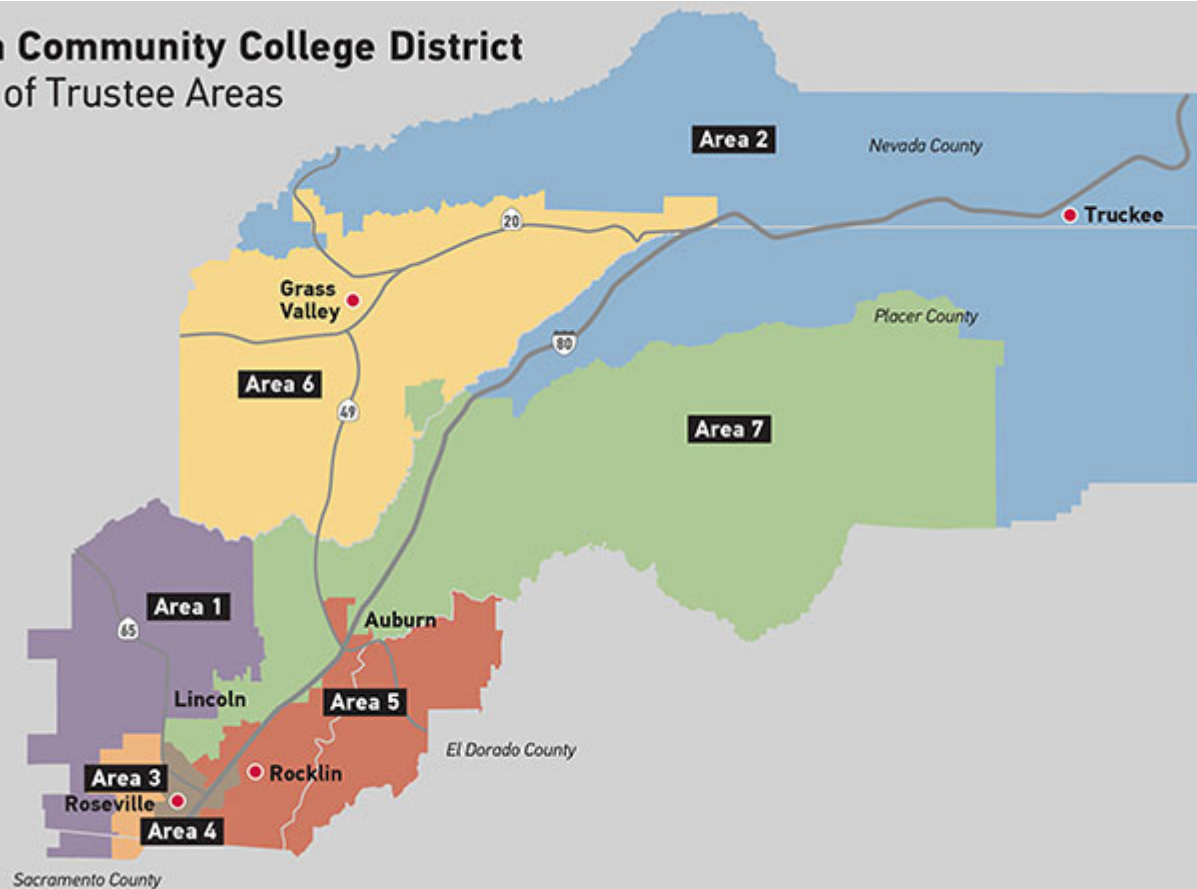 Community College District
of Trustee Areas
Area 2
Nevada County
Truckee
20
Grass
Valley
Placer County
80
Area 6
49
Area 7
Area 1
65
Auburn
Lincoln
Area 5
El Dorado County
Area 3
Rocklin
Roseville
Area 4
Sacramento County